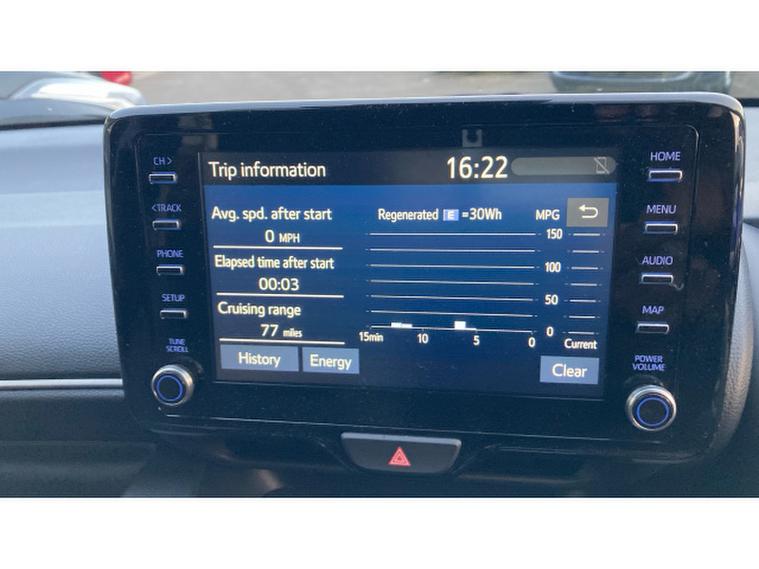 CH>
<TRACK
PHONE
SETUP
TUNE
SCROLL
Trip information
16:22
Avg. spd. after start
0 MPH
Elapsed time after start
00:03
Cruising range
77 miles
History
Energy
Regenerated E =30Wh
MPG
150
100
50
0
15min 10 5 0
Current
Clear
HOME
MENU
AUDIO
MAP
POWER
VOLUME